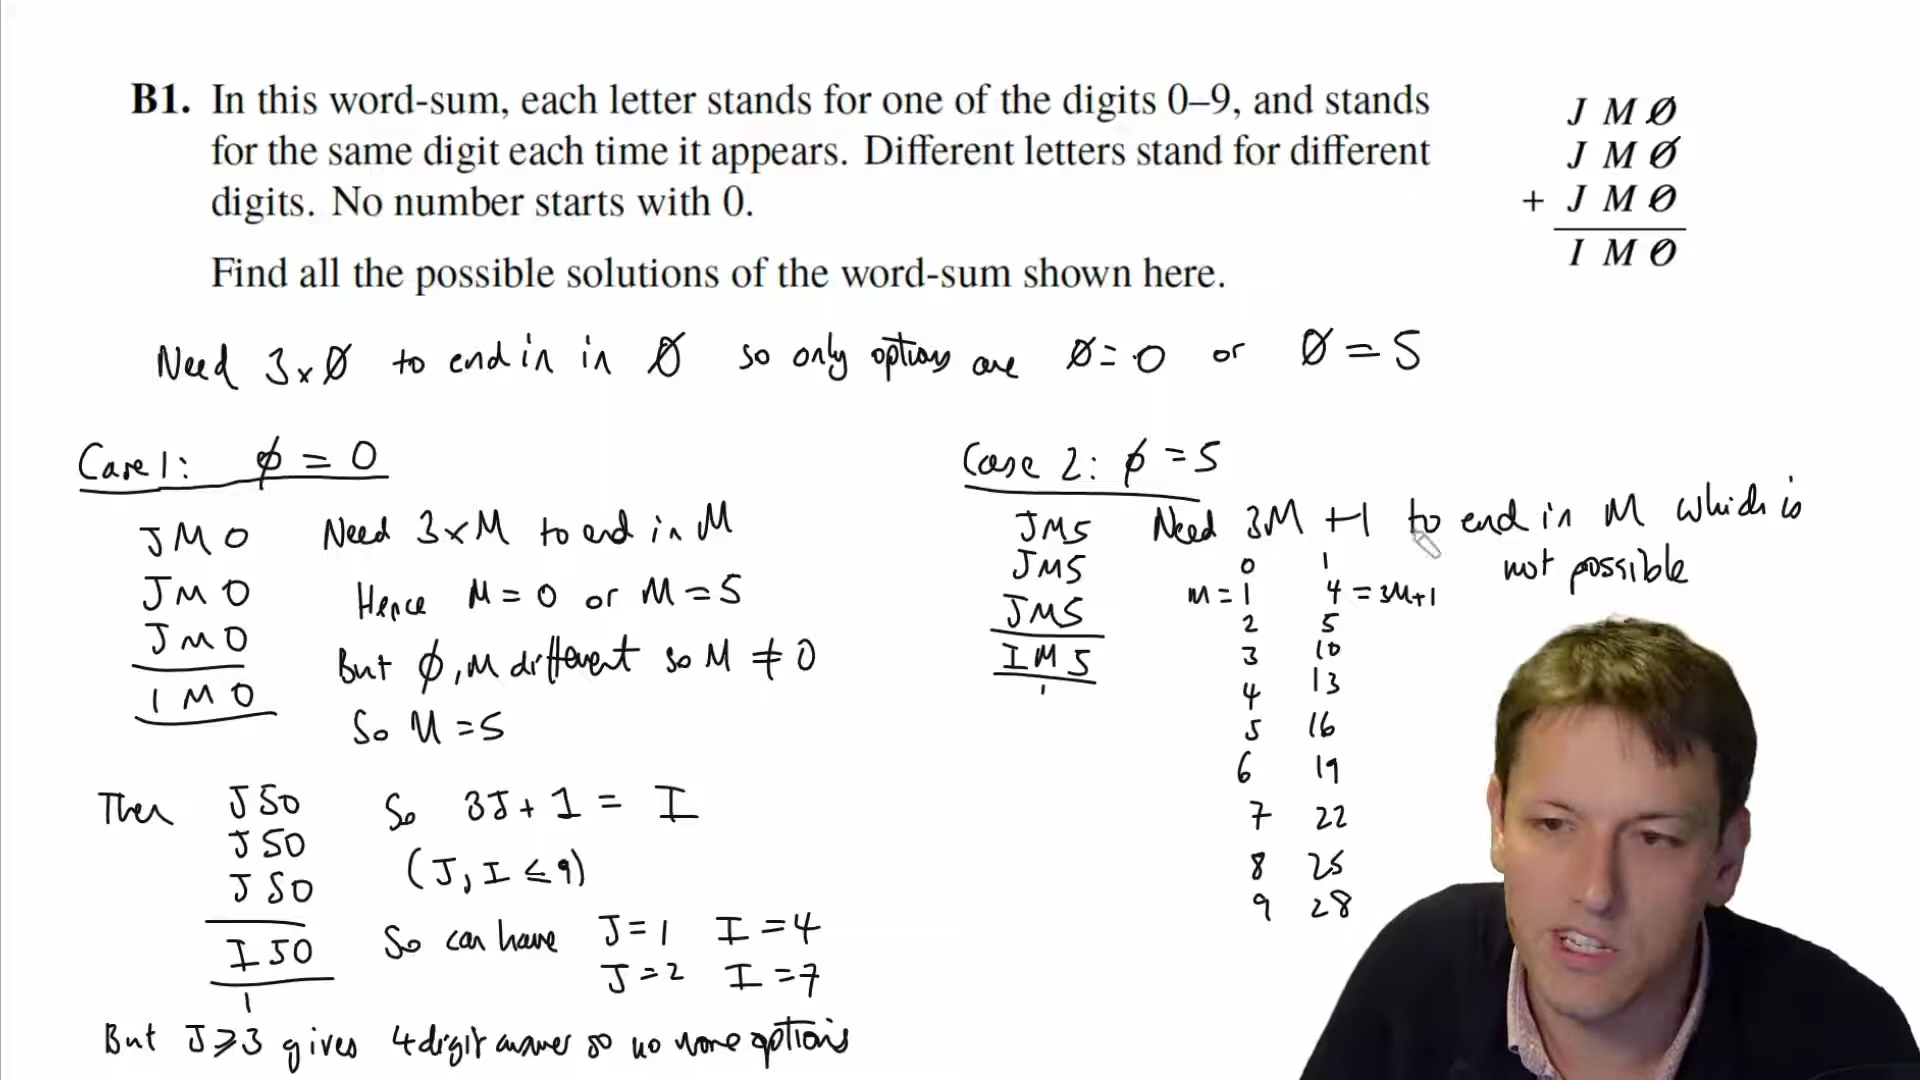 B1. In this word-sum, each letter stands for one of the digits 0–9, and stands
for the same digit each time it appears. Different letters stand for different
digits. No number starts with 0.
Find all the possible solutions of the word-sum shown here.
J M Ø
J M Ø
+ J M Ø
I M Ø
Need 3×Ø to end in in Ø so only options are Ø=0 or Ø=5
Case 1: ϕ=0
JMO
JMO
JMO
IMO
Need 3×M to end in M
Hence M=0 or M=5
But ϕ,M different so M≠0
So M=5
Then
J50
J50
J50
I50
1
So 3J+1=I
(J,I≤9)
So can have J=1 I=4
J=2 I=7
But J⩾3 gives 4 digit answer so no more options
Case 2: ϕ=5
JM5
JM5
JM5
IM5
1
Need 3M+1 to end in M which is
not possible
0 1
M=1 4=3M+1
2 5
3 10
4 13
5 16
6 19
7 22
8 25
9 28